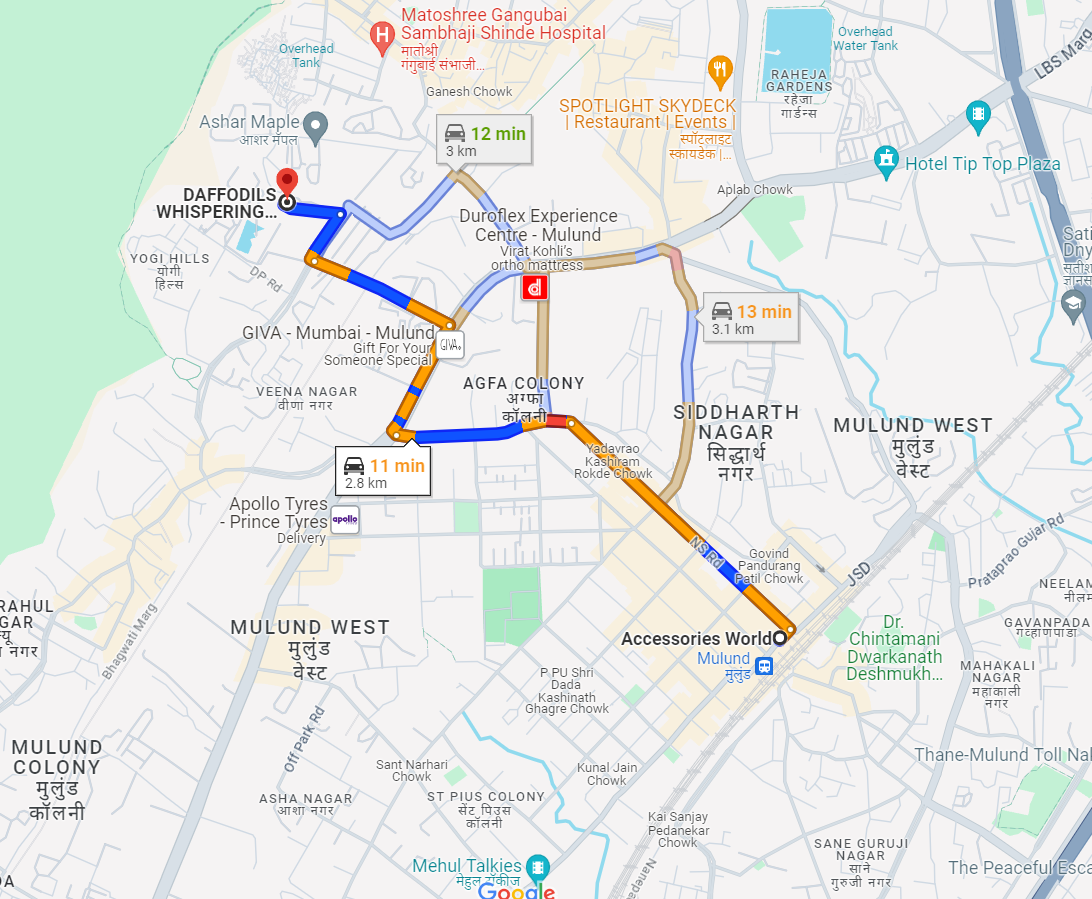 Matoshree Gangubai
Sambhaji Shinde Hospital
मातोश्री
गंगुबाई संभाजी...
Overhead
Tank
Ganesh Chowk
Overhead
Water Tank
LBS Marg
RAHEJA
GARDENS
रहेजा
गार्डन्स
SPOTLIGHT SKYDECK
| Restaurant | Events |
स्पॉटलाइट
स्कायडेक |...
Ashar Maple
आशर मॅपल
12 min
3 km
Hotel Tip Top Plaza
Aplab Chowk
DAFFODILS
WHISPERING...
Duroflex Experience
Centre - Mulund
Virat Kohli's
ortho mattress
YOGI HILLS
योगी
हिल्स
DP Rd
13 min
3.1 km
GIVA - Mumbai - Mulund
Gift For Your
Someone Special
GIVA
VEENA NAGAR
वीणा नगर
AGFA COLONY
अग्फा
कॉलनी
SIDDHARTH
NAGAR
सिद्धार्थ
नगर
MULUND WEST
मुलुंड
वेस्ट
Yadavrao
Kashiram
Rokde Chowk
11 min
2.8 km
Apollo Tyres
- Prince Tyres
Delivery
apollo
NS Rd
Govind
Pandurang
Patil Chowk
JSD
Prataprao Gujar Rd
NEELAM
Bhagwati Marg
MULUND WEST
मुलुंड
वेस्ट
Accessories World
Mulund
मुलुंड
Dr.
Chintamani
Dwarkanath
Deshmukh...
GAVANPADA
गव्हाणपाडा
MAHAKALI
NAGAR
महाकाली
नगर
P PU Shri
Dada
Kashinath
Ghagre Chowk
Off Park Rd
MULUND
COLONY
मुलुंड
कॉलनी
Sant Narhari
Chowk
Kunal Jain
Chowk
Thane-Mulund Toll Na
ASHA NAGAR
आशा नगर
ST PIUS COLONY
सेंट पिउस
कॉलनी
Kai Sanjay
Pedanekar
Chowk
SANE GURUJI
NAGAR
साने
गुरुजी नगर
The Peaceful Esca
Mehul Talkies
मेहुल टॉकीज
Google